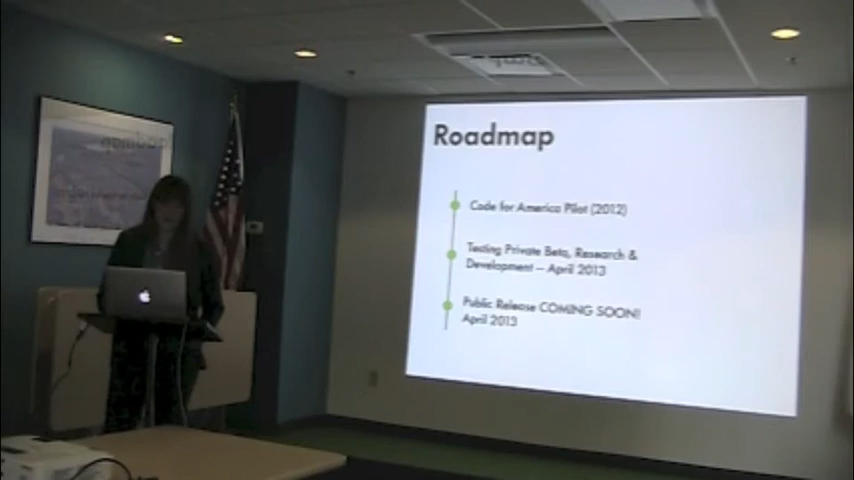 Roadmap
Code for America Pilot (2012)
Testing Private Beta, Research &
Development – April 2013
Public Release COMING SOON!
April 2013